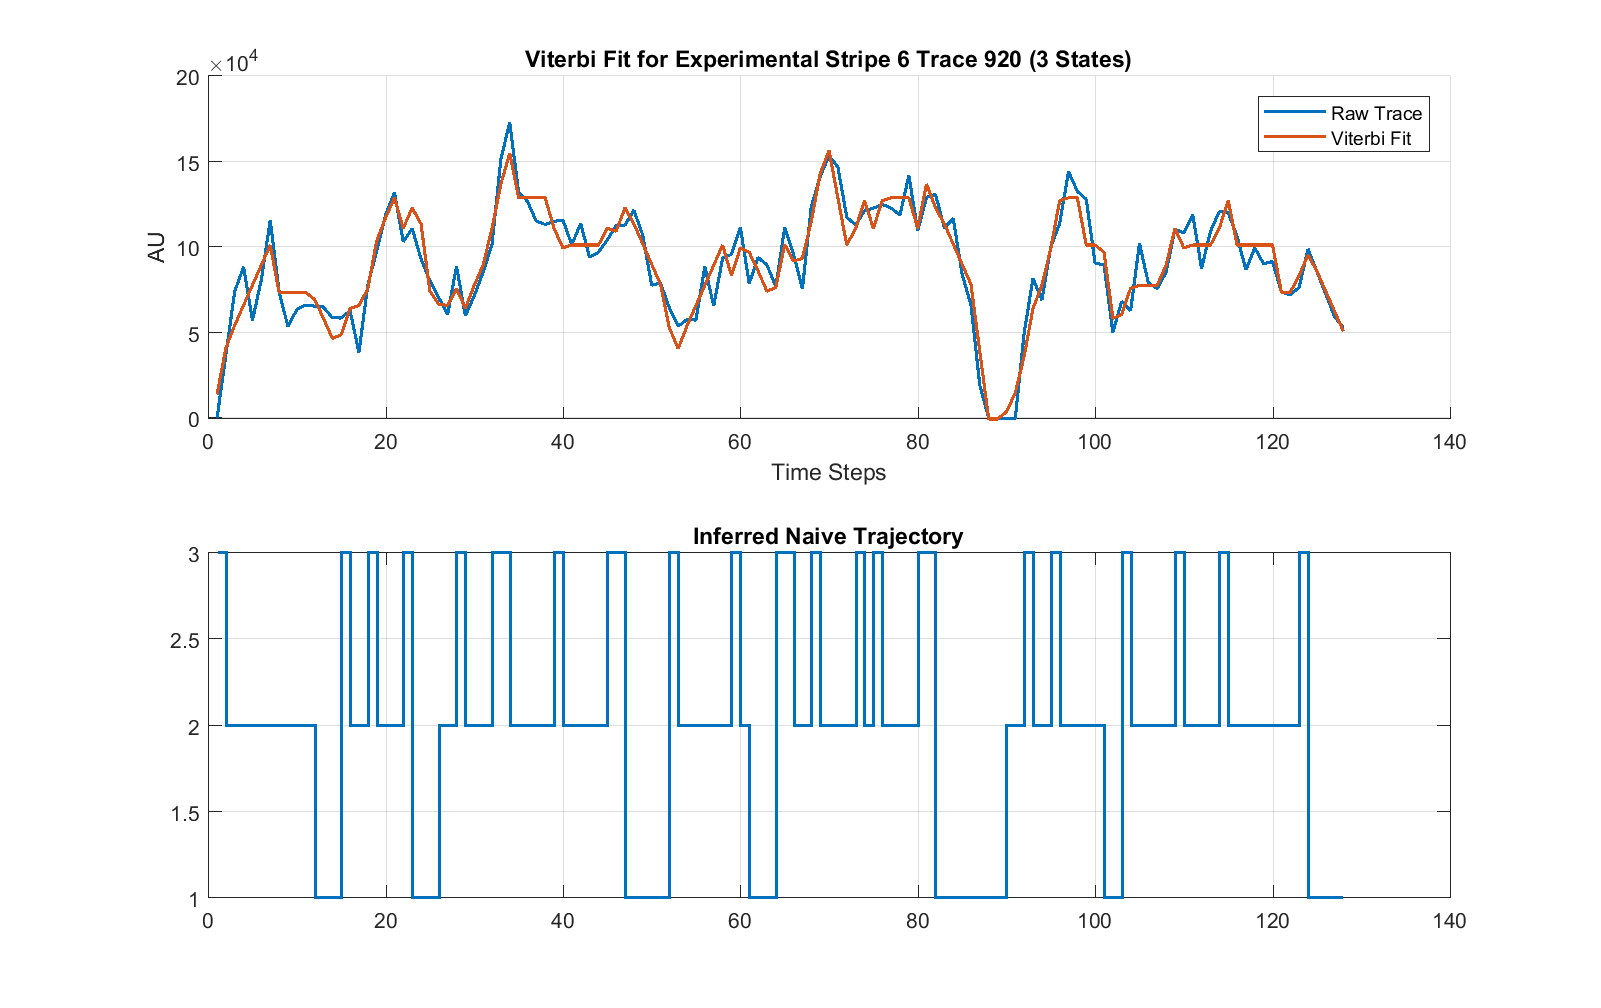 Viterbi Fit for Experimental Stripe 6 Trace 920 (3 States)
×10⁴
20
15
10
5
0
AU
Raw Trace
Viterbi Fit
0 20 40 60 80 100 120 140
Time Steps
Inferred Naive Trajectory
3
2.5
2
1.5
1
0 20 40 60 80 100 120 140